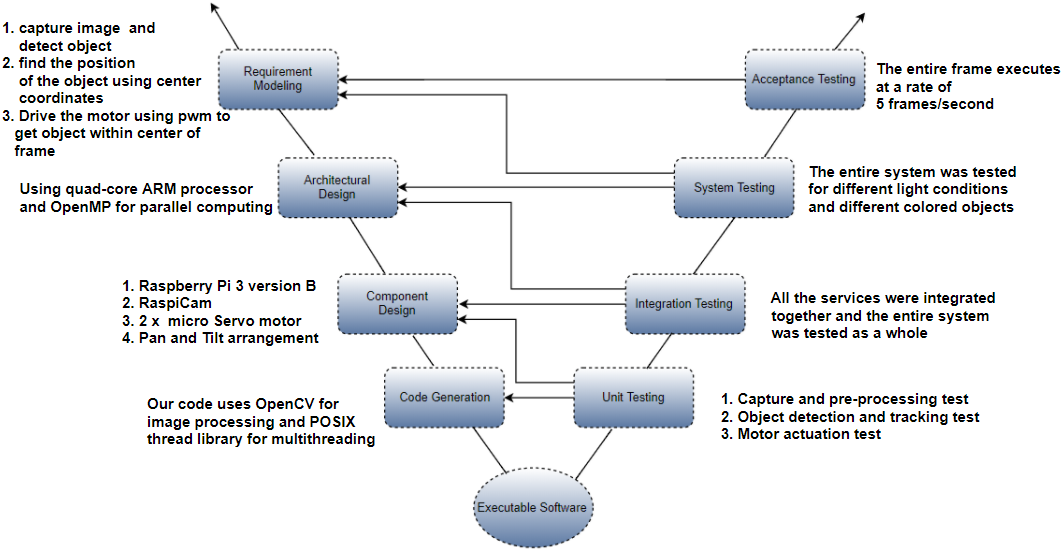 1. capture image and
detect object
2. find the position
of the object using center
coordinates
3. Drive the motor using pwm to
get object within center of
frame
Requirement
Modeling
Acceptance Testing
The entire frame executes
at a rate of
5 frames/second
Using quad-core ARM processor
and OpenMP for parallel computing
Architectural
Design
System Testing
The entire system was tested
for different light conditions
and different colored objects
1. Raspberry Pi 3 version B
2. RaspiCam
3. 2 x micro Servo motor
4. Pan and Tilt arrangement
Component
Design
Integration Testing
All the services were integrated
together and the entire system
was tested as a whole
Our code uses OpenCV for
image processing and POSIX
thread library for multithreading
Code Generation
Unit Testing
1. Capture and pre-processing test
2. Object detection and tracking test
3. Motor actuation test
Executable Software